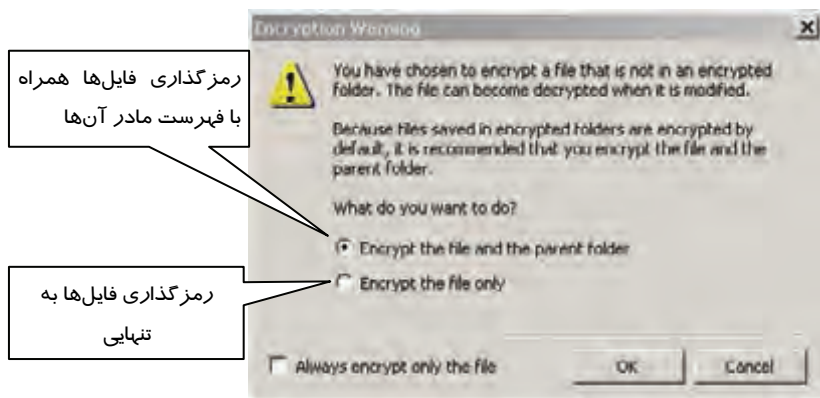 Encryption Warning
رمزگذاری فایل‌ها همراه
با فهرست مادر آن‌ها
You have chosen to encrypt a file that is not in an encrypted
folder. The file can become decrypted when it is modified.
Because files saved in encrypted folders are encrypted by
default, it is recommended that you encrypt the file and the
parent folder.
What do you want to do?
Encrypt the file and the parent folder
رمزگذاری فایل‌ها به
تنهایی
Encrypt the file only
Always encrypt only the file
OK
Cancel